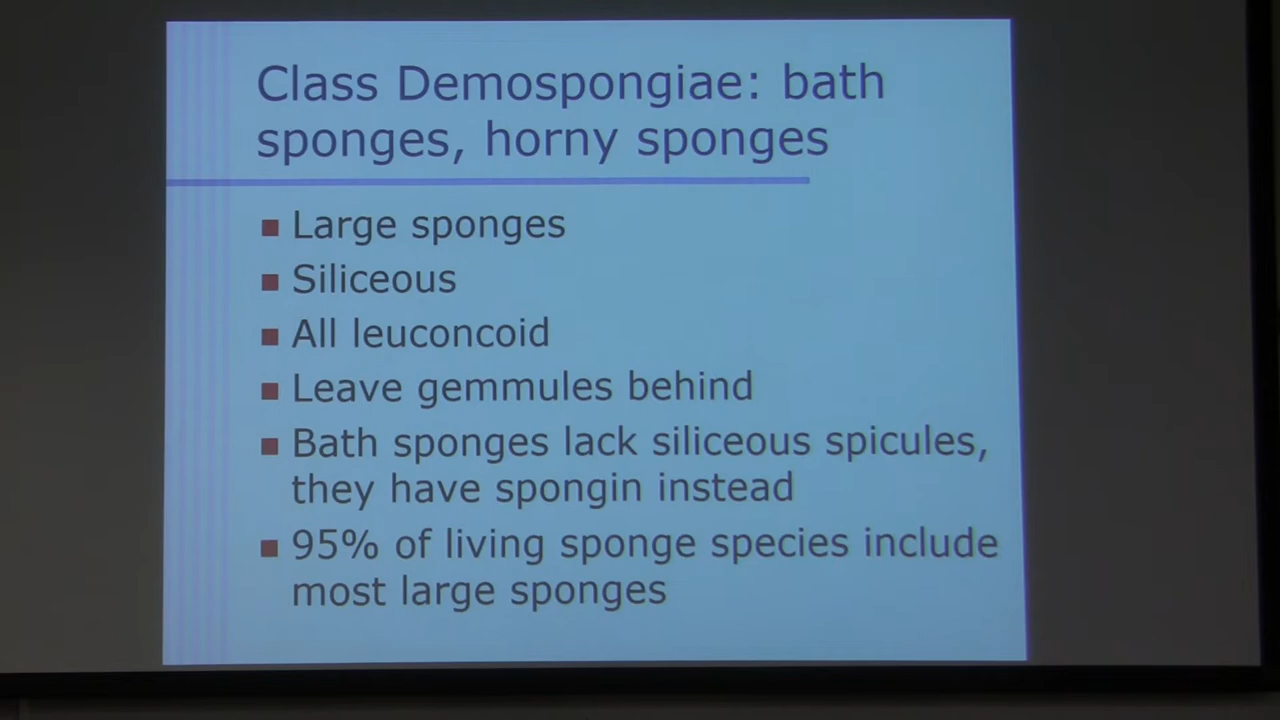 Class Demospongiae: bath
sponges, horny sponges
Large sponges
Siliceous
All leuconcoid
Leave gemmules behind
Bath sponges lack siliceous spicules,
they have spongin instead
95% of living sponge species include
most large sponges